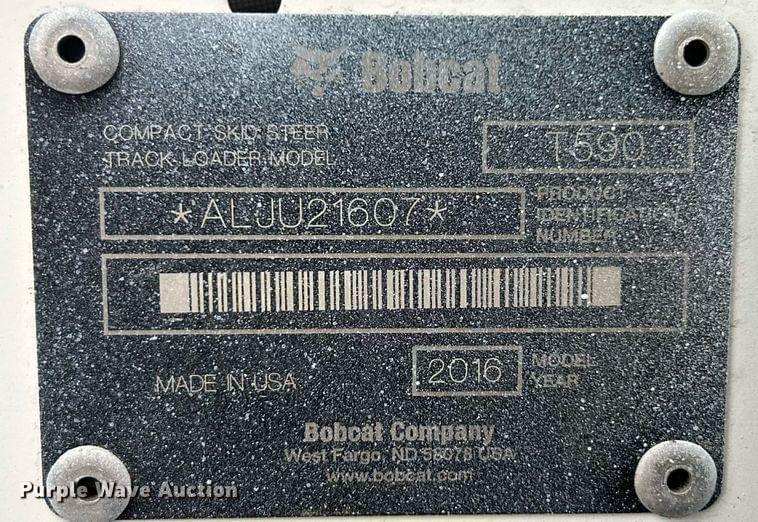 Bobcat
COMPACT SKID STEER
TRACK LOADER MODEL
T590
*ALJU21607*
PRODUCT
IDENTIFICATION
NUMBER
MADE IN USA
2016
MODEL
YEAR
Bobcat Company
West Fargo, ND 58078 USA
www.bobcat.com
Purple Wave Auction